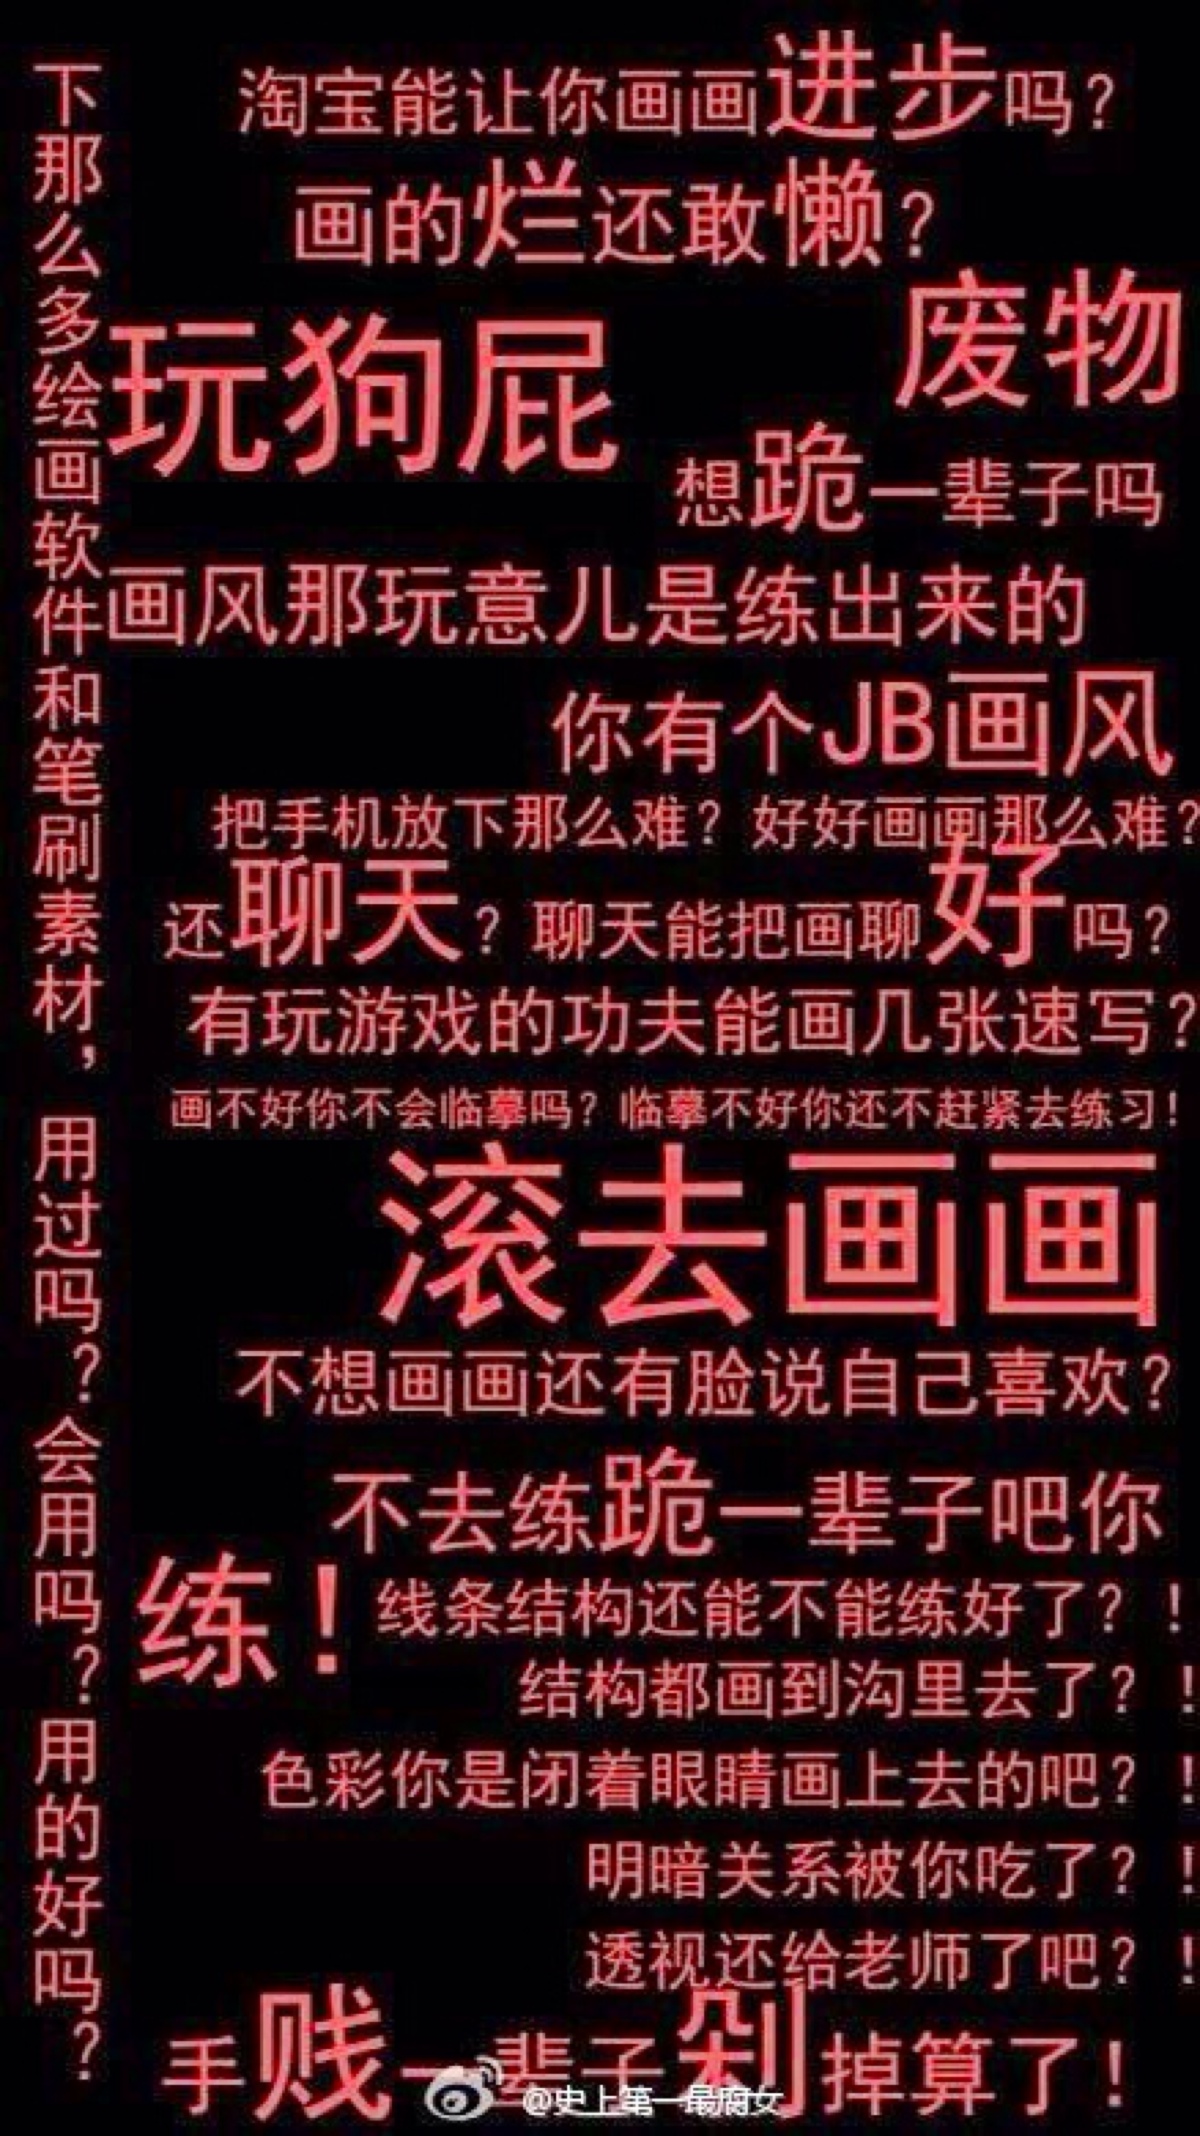 下那么多绘画软件和笔刷素材，用过吗？会用吗？用的好吗？
淘宝能让你画画进步吗？
画的烂还敢懒？
废物
玩狗屁
想跪一辈子吗
画风那玩意儿是练出来的
你有个JB画风
把手机放下那么难？好好画画那么难？
还聊天？聊天能把画聊好吗？
有玩游戏的功夫能画几张速写？
画不好你不会临摹吗？临摹不好你还不赶紧去练习！
滚去画画
不想画画还有脸说自己喜欢？
不去练跪一辈子吧你
练！
线条结构还能不能练好了？！
结构都画到沟里去了？！
色彩你是闭着眼睛画上去的吧？！
明暗关系被你吃了？！
透视还给老师了吧？！
手贱一辈子剁掉算了！
@史上第一最腐女